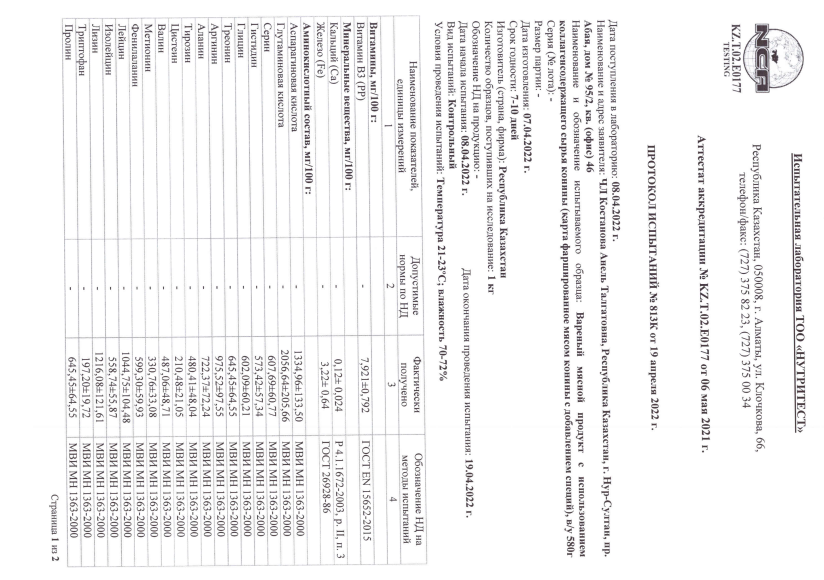 Испытательная лаборатория ТОО «НУТРИТЕСТ»
NCA
KZ.T.02.E0177
TESTING
Республика Казахстан, 050008, г. Алматы, ул. Клочкова, 66,
телефон/факс: (727) 375 82 23, (727) 375 00 34
Аттестат аккредитации № KZ.T.02.E0177 от 06 мая 2021 г.
ПРОТОКОЛ ИСПЫТАНИЙ № 813К от 19 апреля 2022 г.
Дата поступления в лабораторию: 08.04.2022 г.
Наименование и адрес заявителя: ЧЛ Костанова Анель Талгатовна, Республика Казахстан, г. Нур-Султан, пр.
Абая, дом № 95/2, кв. (офис) 46
Наименование и обозначение испытываемого образца: Вареный мясной продукт с использованием
коллагенсодержащего сырья конины (карта фаршированное мясом конины с добавлением специй), в/у 580г
Серия (№ лота): -
Размер партии: -
Дата изготовления: 07.04.2022 г.
Срок годности: 7-10 дней
Изготовитель (страна, фирма): Республика Казахстан
Количество образцов, поступивших на исследование: 1 кг
Обозначение НД на продукцию: -
Дата начала испытания: 08.04.2022 г. Дата окончания проведения испытания: 19.04.2022 г.
Вид испытаний: Контрольный
Условия проведения испытаний: Температура 21-23°С; влажность 70-72%
Наименование показателей, единицы измерений Допустимые нормы по НД Фактически получено Обозначение НД на методы испытаний
1 2 3 4
Витамины, мг/100 г:
Витамин В3 (РР) - 7,921±0,792 ГОСТ EN 15652-2015
Минеральные вещества, мг/100 г:
Кальций (Са) - 0,12± 0,024 Р 4.1.1672-2003, р. II, п. 3
Железо (Fe) - 3,22± 0,64 ГОСТ 26928-86
Аминокислотный состав, мг/100 г:
Аспарагиновая кислота - 1334,96±133,50 МВИ МН 1363-2000
Глутаминовая кислота - 2056,64±205,66 МВИ МН 1363-2000
Серин - 607,69±60,77 МВИ МН 1363-2000
Гистидин - 573,42±57,34 МВИ МН 1363-2000
Глицин - 602,09±60,21 МВИ МН 1363-2000
Треонин - 645,45±64,55 МВИ МН 1363-2000
Аргинин - 975,52±97,55 МВИ МН 1363-2000
Аланин - 722,37±72,24 МВИ МН 1363-2000
Тирозин - 480,41±48,04 МВИ МН 1363-2000
Цистеин - 210,48±21,05 МВИ МН 1363-2000
Валин - 487,06±48,71 МВИ МН 1363-2000
Метионин - 330,76±33,08 МВИ МН 1363-2000
Фенилаланин - 599,30±59,93 МВИ МН 1363-2000
Лейцин - 1044,75±104,48 МВИ МН 1363-2000
Изолейцин - 558,74±55,87 МВИ МН 1363-2000
Лизин - 1216,08±121,61 МВИ МН 1363-2000
Триптофан - 197,20±19,72 МВИ МН 1363-2000
Пролин - 645,45±64,55 МВИ МН 1363-2000
Страница 1 из 2